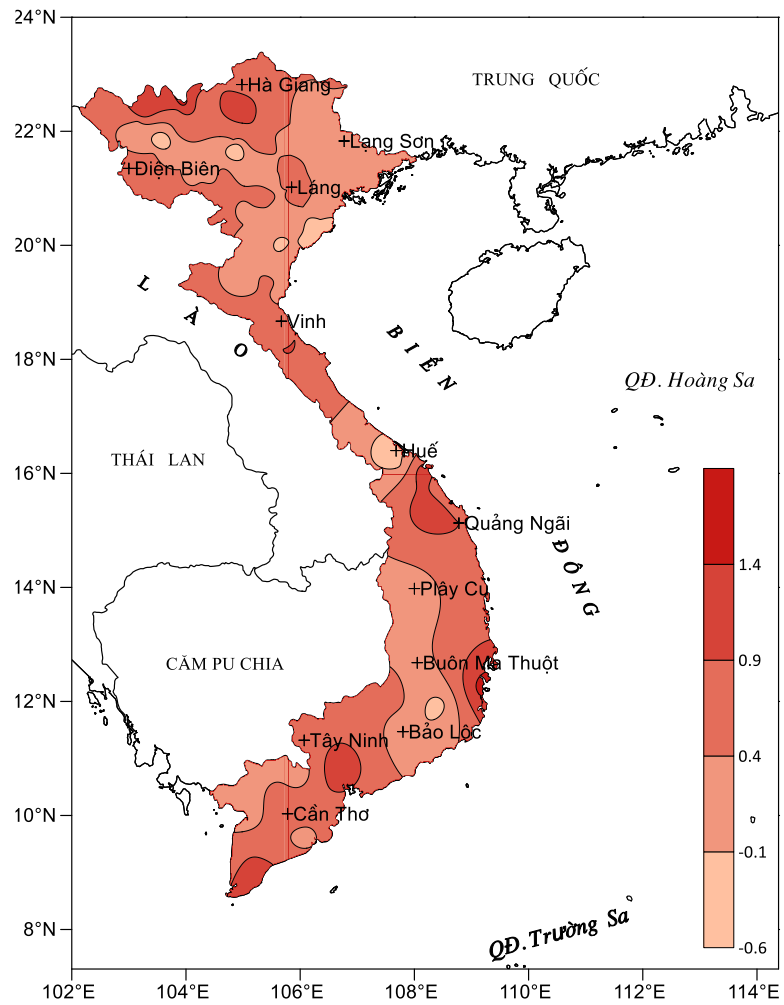 24°N
TRUNG QUỐC
Hà Giang
22°N
Lạng Sơn
Điện Biên
Láng
20°N
L À O
Vinh
BIỂN
18°N
QĐ. Hoàng Sa
THÁI LAN
Huế
16°N
Quảng Ngãi
ĐÔNG
1.4
14°N
Plây Cu
CĂM PU CHIA
Buôn Ma Thuột
0.9
12°N
Bảo Lộc
Tây Ninh
0.4
10°N
Cần Thơ
-0.1
QĐ. Trường Sa
8°N
-0.6
102°E 104°E 106°E 108°E 110°E 112°E 114°E